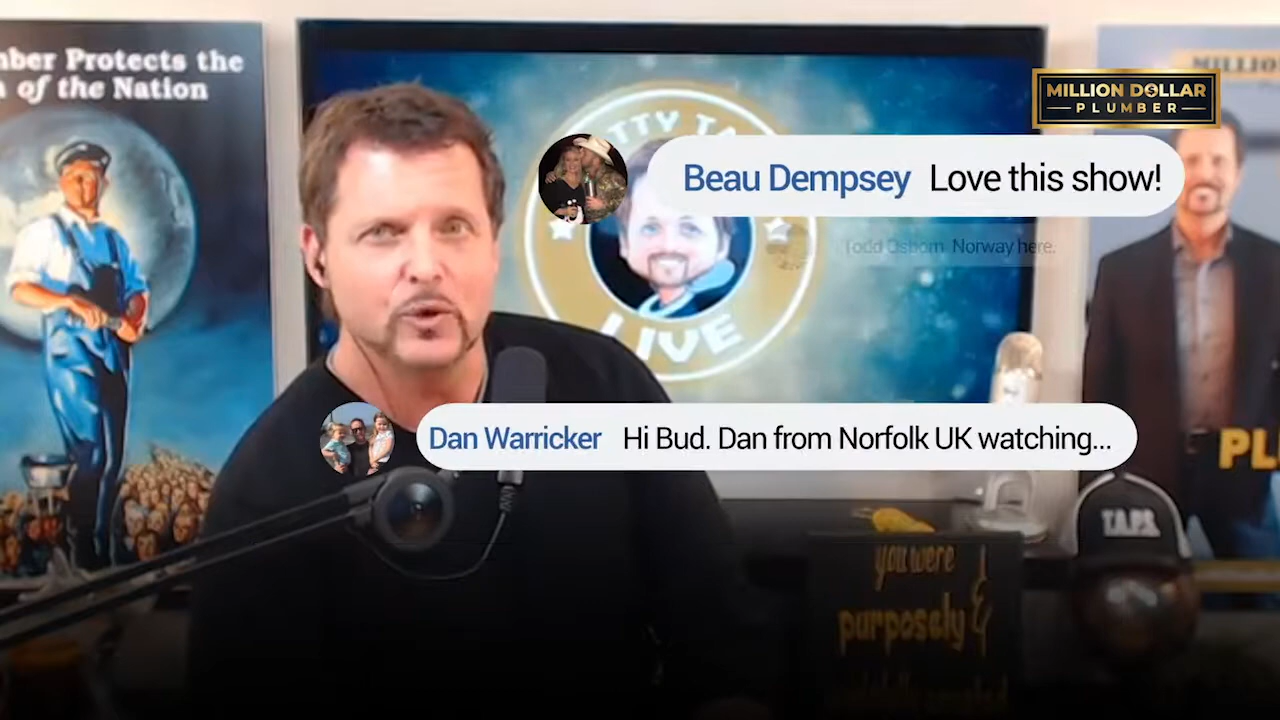 mber Protects the
of the Nation
MILLION DOLLAR
PLUMBER
Beau Dempsey Love this show!
Todd Osborn Norway here.
LIVE
Dan Warricker Hi Bud. Dan from Norfolk UK watching...
PL
T.A.P.S.
you were
purposely &